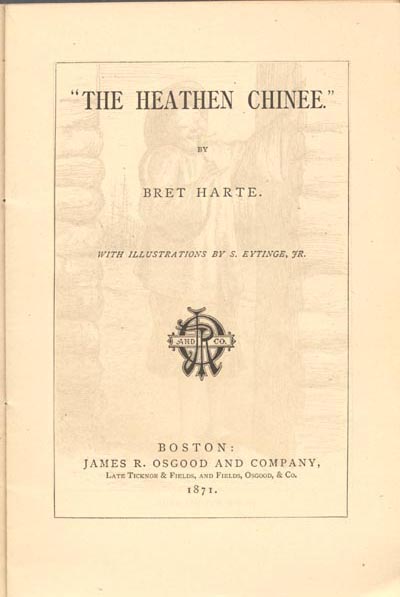 "THE HEATHEN CHINEE."
BY
BRET HARTE.
WITH ILLUSTRATIONS BY S. EYTINGE, JR.
AND CO.
BOSTON:
JAMES R. OSGOOD AND COMPANY,
LATE TICKNOR & FIELDS, AND FIELDS, OSGOOD, & CO.
1871.